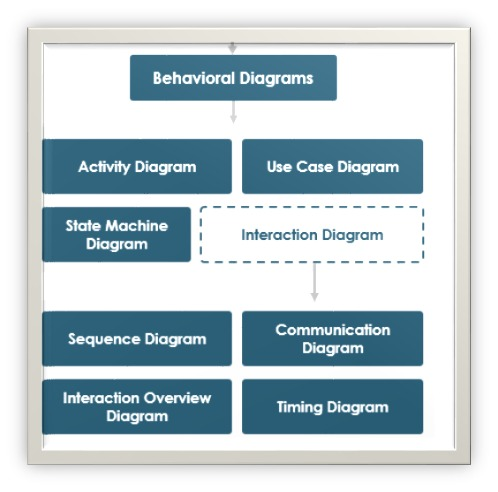 Behavioral Diagrams
Activity Diagram
Use Case Diagram
State Machine
Diagram
Interaction Diagram
Sequence Diagram
Communication
Diagram
Interaction Overview
Diagram
Timing Diagram